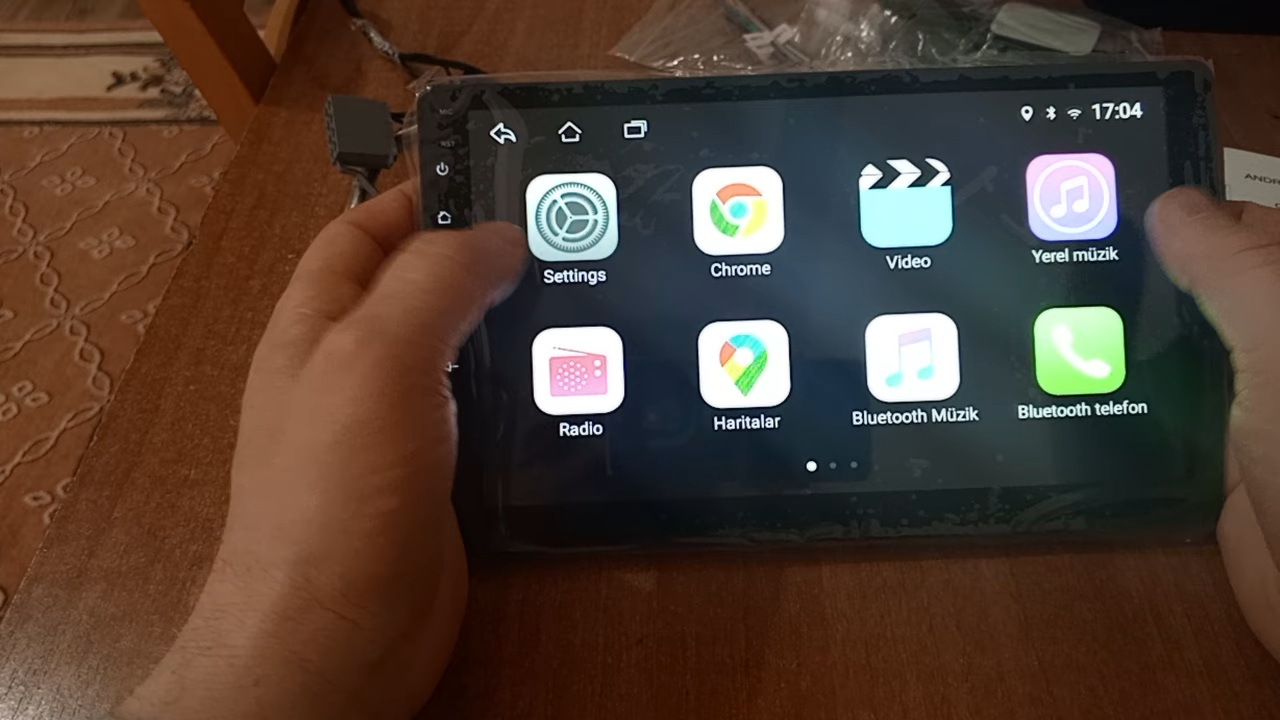 17:04
Settings
Chrome
Video
Yerel müzik
Radio
Haritalar
Bluetooth Müzik
Bluetooth telefon